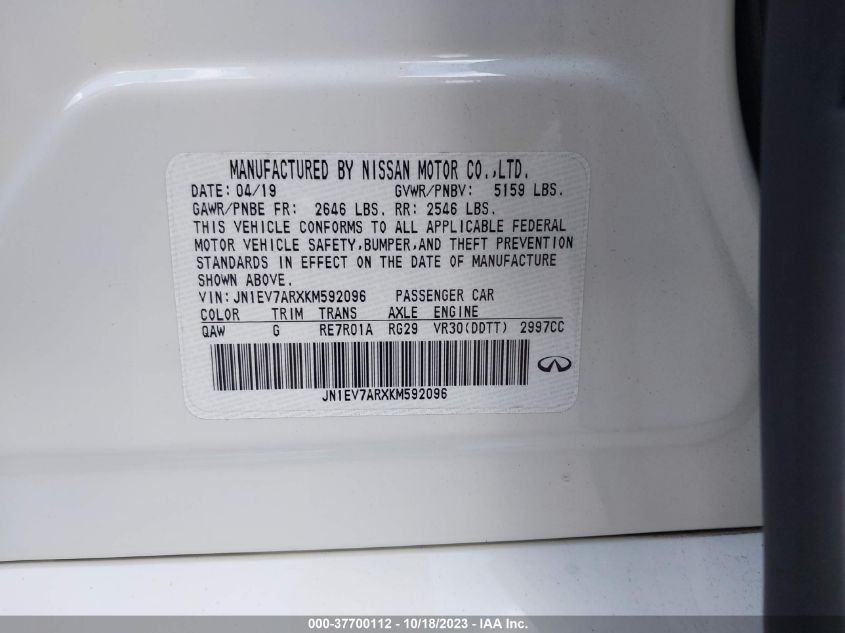 MANUFACTURED BY NISSAN MOTOR CO.,LTD.
DATE: 04/19 GVWR/PNBV: 5159 LBS.
GAWR/PNBE FR: 2646 LBS. RR: 2546 LBS.
THIS VEHICLE CONFORMS TO ALL APPLICABLE FEDERAL
MOTOR VEHICLE SAFETY,BUMPER,AND THEFT PREVENTION
STANDARDS IN EFFECT ON THE DATE OF MANUFACTURE
SHOWN ABOVE.
VIN: JN1EV7ARXKM592096 PASSENGER CAR
COLOR TRIM TRANS AXLE ENGINE
QAW G RE7R01A RG29 VR30(DDTT) 2997CC
JN1EV7ARXKM592096
000-37700112 - 10/18/2023 - IAA Inc.